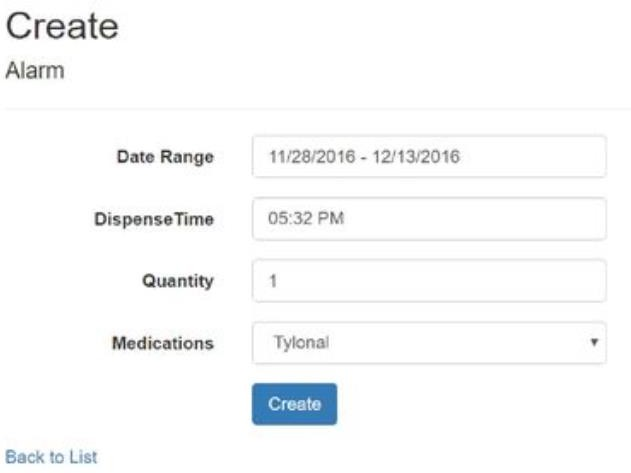 Create
Alarm
Date Range 11/28/2016 - 12/13/2016
DispenseTime 05:32 PM
Quantity 1
Medications Tylonal
Create
Back to List